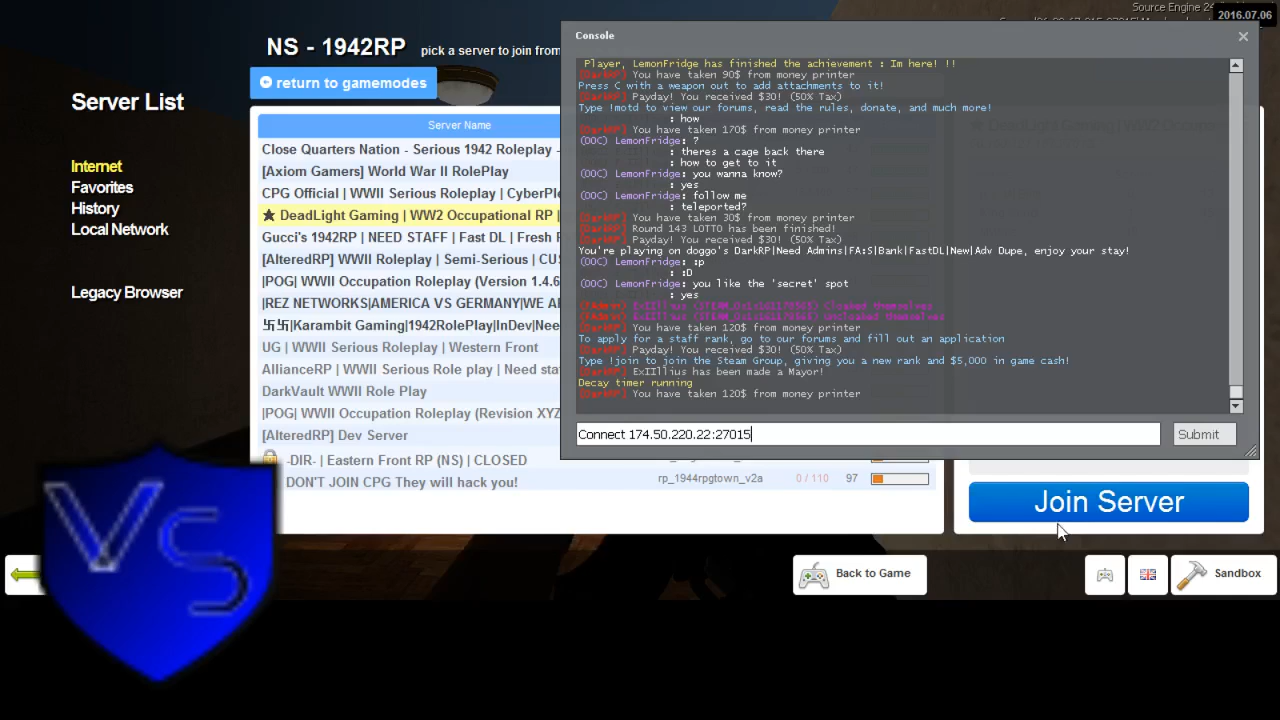 Source Engine 24
2016.07.06
NS - 1942RP pick a server to join from
return to gamemodes
Server List
Internet
Favorites
History
Local Network
Legacy Browser
Server Name
Close Quarters Nation - Serious 1942 Roleplay -
[Axiom Gamers] World War II RolePlay
CPG Official | WWII Serious Roleplay | CyberPle
★ DeadLight Gaming | WW2 Occupational RP |
Gucci's 1942RP | NEED STAFF | Fast DL | Fresh
[AlteredRP] WWII Roleplay | Semi-Serious | CUS
|POG| WWII Occupation Roleplay (Version 1.4.6
|REZ NETWORKS|AMERICA VS GERMANY|WE
卐卐|Karambit Gaming|1942RolePlay|InDev|Nee
UG | WWII Serious Roleplay | Western Front
AllianceRP | WWII Serious Role play | Need sta
DarkVault WWII Role Play
|POG| WWII Occupation Roleplay (Revision XYZ
[AlteredRP] Dev Server
-DIR- | Eastern Front RP (NS) | CLOSED
DON'T JOIN CPG They will hack you! rp_1944rpgtown_v2a 0 / 110 97
Console
Player, LemonFridge has finished the achievement : Im here! !!
[DarkRP] You have taken 90$ from money printer
Press C with a weapon out to add attachments to it!
[DarkRP] Payday! You received $30! (50% Tax)
Type !motd to view our forums, read the rules, donate, and much more!
: how
[DarkRP] You have taken 170$ from money printer
(OOC) LemonFridge: ?
: theres a cage back there
: how to get to it
(OOC) LemonFridge: you wanna know?
: yes
(OOC) LemonFridge: follow me
: teleported?
[DarkRP] You have taken 30$ from money printer
[DarkRP] Round 143 LOTTO has been finished!
[DarkRP] Payday! You received $30! (50% Tax)
You're playing on doggo's DarkRP|Need Admins|FA:S|Bank|FastDL|New|Adv Dupe, enjoy your stay!
(OOC) LemonFridge: :p
: :D
(OOC) LemonFridge: you like the 'secret' spot
: yes
Cloaked themselves
Uncloaked themselves
[DarkRP] You have taken 120$ from money printer
To apply for a staff rank, go to our forums and fill out an application
[DarkRP] Payday! You received $30! (50% Tax)
Type !join to join the Steam Group, giving you a new rank and $5,000 in game cash!
[DarkRP] ExIIllius has been made a Mayor!
Decay timer running
[DarkRP] You have taken 120$ from money printer
Connect 174.50.220.22:27015
Submit
Join Server
Back to Game
Sandbox
VS